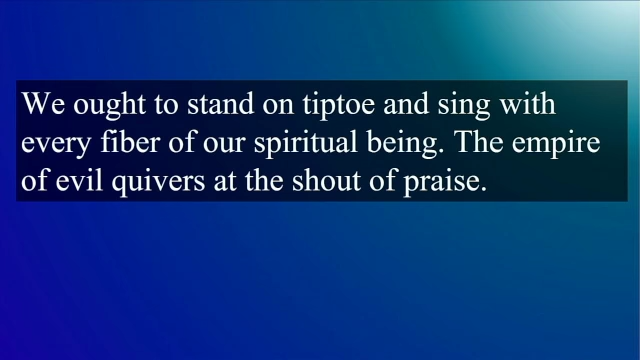 We ought to stand on tiptoe and sing with
every fiber of our spiritual being. The empire
of evil quivers at the shout of praise.